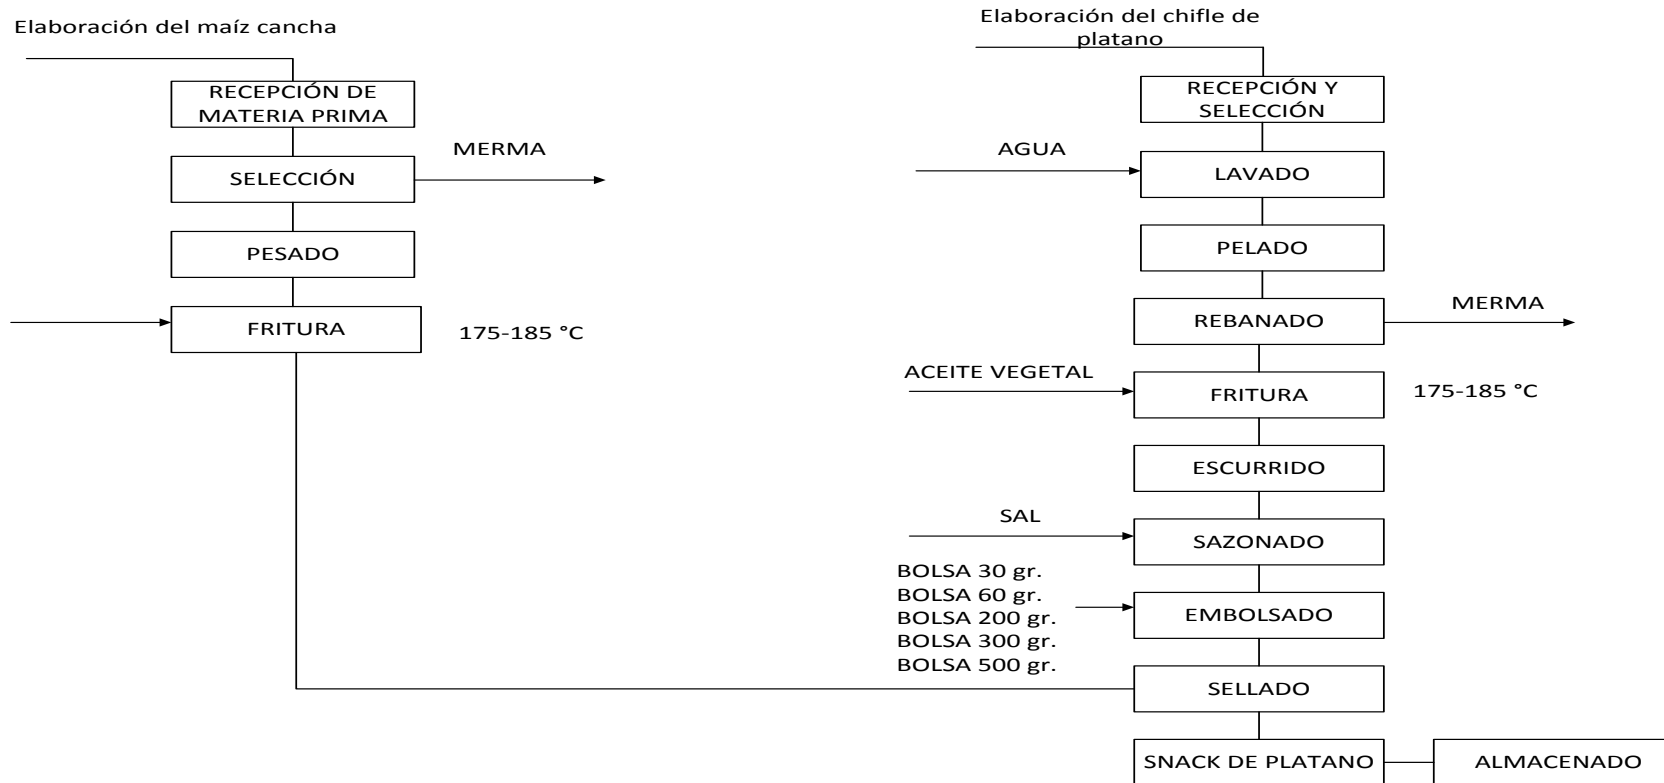 Elaboración del maíz cancha
RECEPCIÓN DE
MATERIA PRIMA
SELECCIÓN
MERMA
PESADO
FRITURA
175-185 °C
Elaboración del chifle de
platano
RECEPCIÓN Y
SELECCIÓN
AGUA
LAVADO
PELADO
REBANADO
MERMA
ACEITE VEGETAL
FRITURA
175-185 °C
ESCURRIDO
SAL
SAZONADO
BOLSA 30 gr.
BOLSA 60 gr.
BOLSA 200 gr.
BOLSA 300 gr.
BOLSA 500 gr.
EMBOLSADO
SELLADO
SNACK DE PLATANO
ALMACENADO